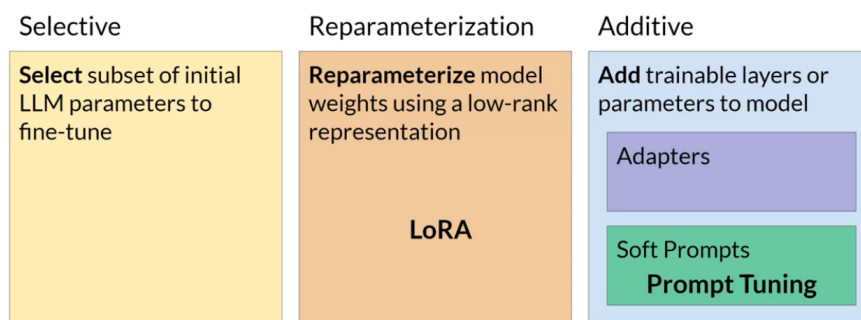 Selective
Select subset of initial
LLM parameters to
fine-tune
Reparameterization
Reparameterize model
weights using a low-rank
representation
LoRA
Additive
Add trainable layers or
parameters to model
Adapters
Soft Prompts
Prompt Tuning